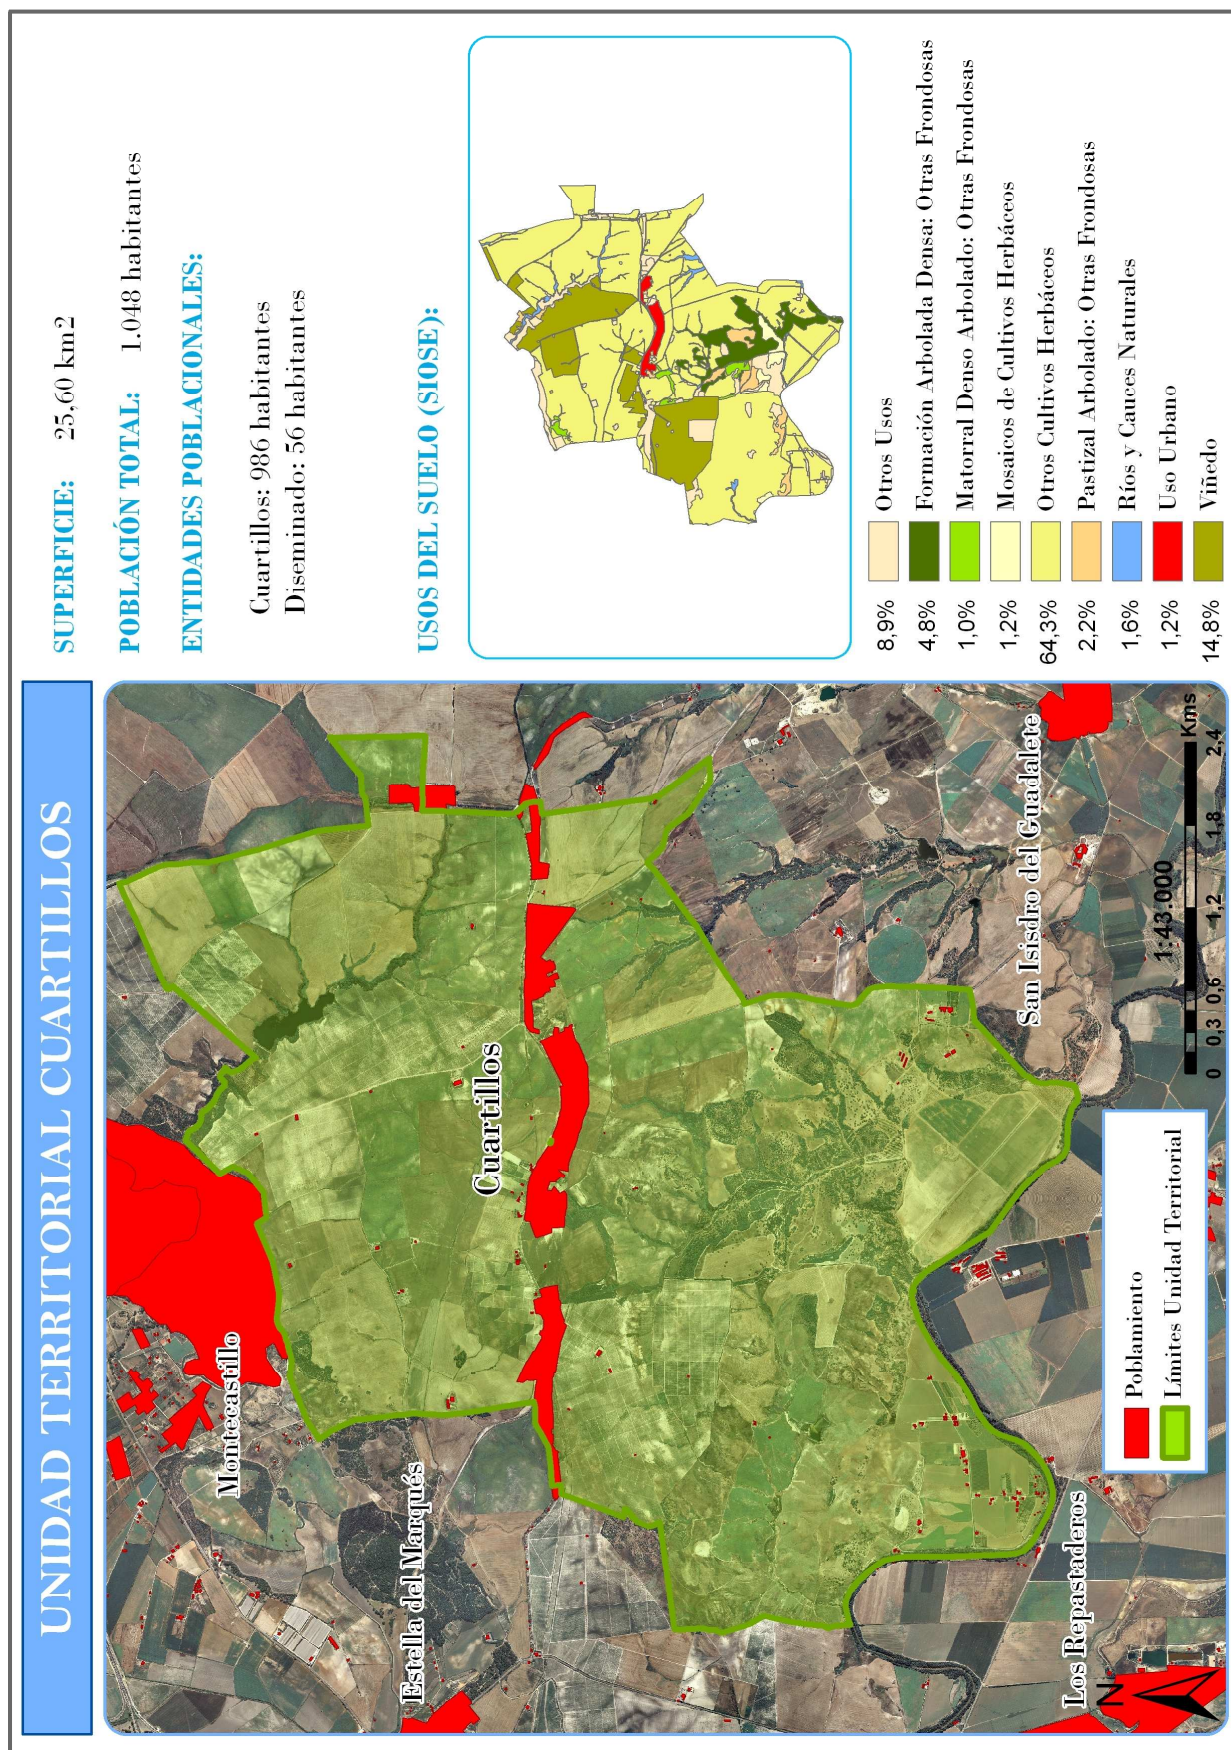 UNIDAD TERRITORIAL CUARTILLOS
SUPERFICIE: 25,60 km2
POBLACIÓN TOTAL: 1.048 habitantes
ENTIDADES POBLACIONALES:
Cuartillos: 986 habitantes
Diseminado: 56 habitantes
USOS DEL SUELO (SIOSE):
8,9% Otros Usos
4,8% Formación Arbolada Densa: Otras Frondosas
1,0% Matorral Denso Arbolado: Otras Frondosas
1,2% Mosaicos de Cultivos Herbáceos
64,3% Otros Cultivos Herbáceos
2,2% Pastizal Arbolado: Otras Frondosas
1,6% Ríos y Cauces Naturales
1,2% Uso Urbano
14,8% Viñedo
Montecastillo
Estella del Marqués
Cuartillos
Los Repastaderos
San Isisdro del Guadalete
N
Poblamiento
Límites Unidad Territorial
1:43.000
Kms
0 0,3 0,6 1,2 1,8 2,4